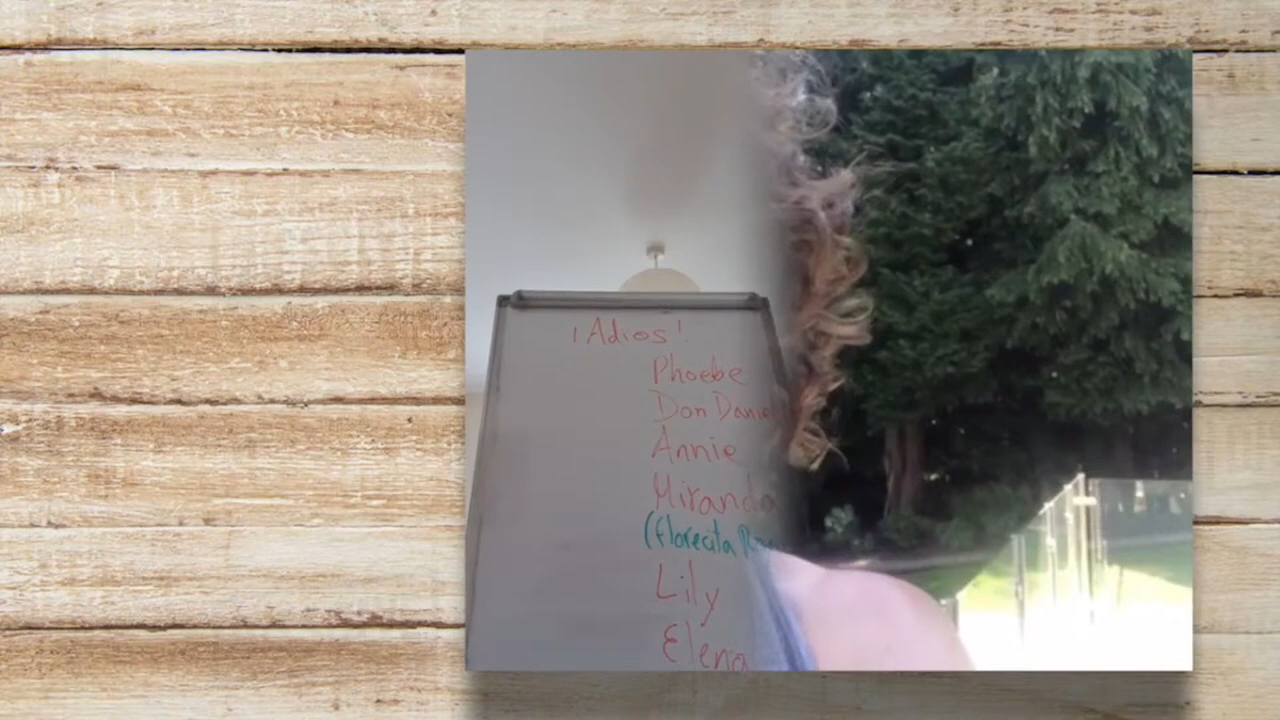 ¡Adios!
Phoebe
Don Danie
Annie
Miranda
(florecita
Lily
Elena